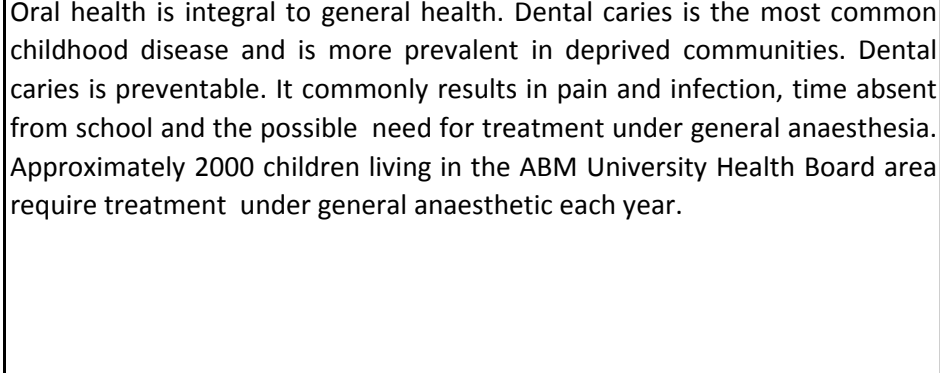 Oral health is integral to general health. Dental caries is the most common
childhood disease and is more prevalent in deprived communities. Dental
caries is preventable. It commonly results in pain and infection, time absent
from school and the possible  need for treatment under general anaesthesia.
Approximately 2000 children living in the ABM University Health Board area
require treatment  under general anaesthetic each year.